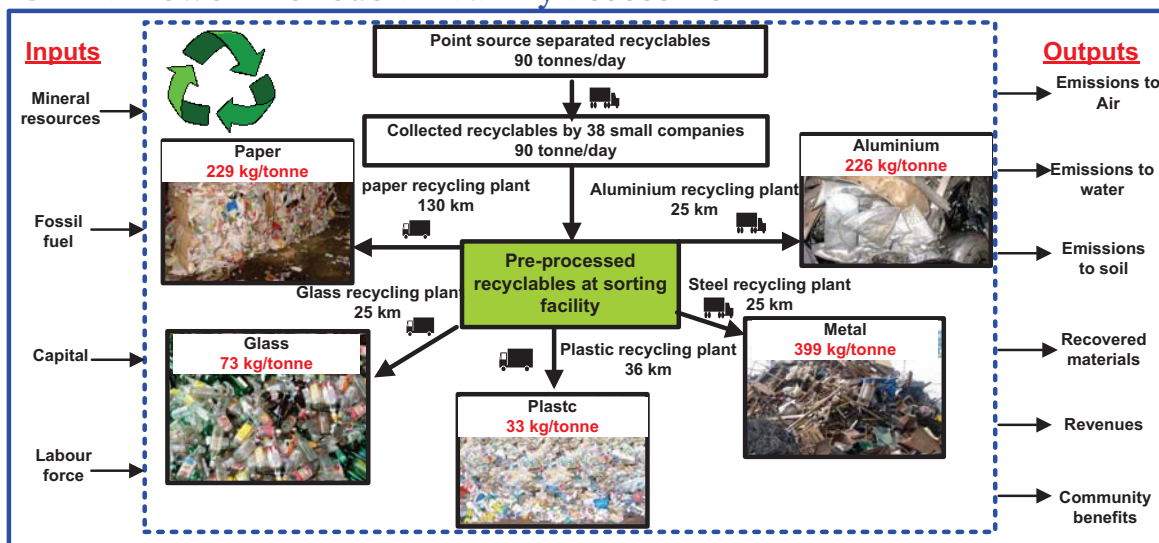 Inputs
Mineral
resources
Fossil
fuel
Capital
Labour
force
Point source separated recyclables
90 tonnes/day
Collected recyclables by 38 small companies
90 tonne/day
Paper
229 kg/tonne
paper recycling plant
130 km
Aluminium recycling plant
25 km
Aluminium
226 kg/tonne
Pre-processed
recyclables at sorting
facility
Glass recycling plant
25 km
Glass
73 kg/tonne
Steel recycling plant
25 km
Metal
399 kg/tonne
Plastic recycling plant
36 km
Plastc
33 kg/tonne
Outputs
Emissions to
Air
Emissions to
water
Emissions
to soil
Recovered
materials
Revenues
Community
benefits